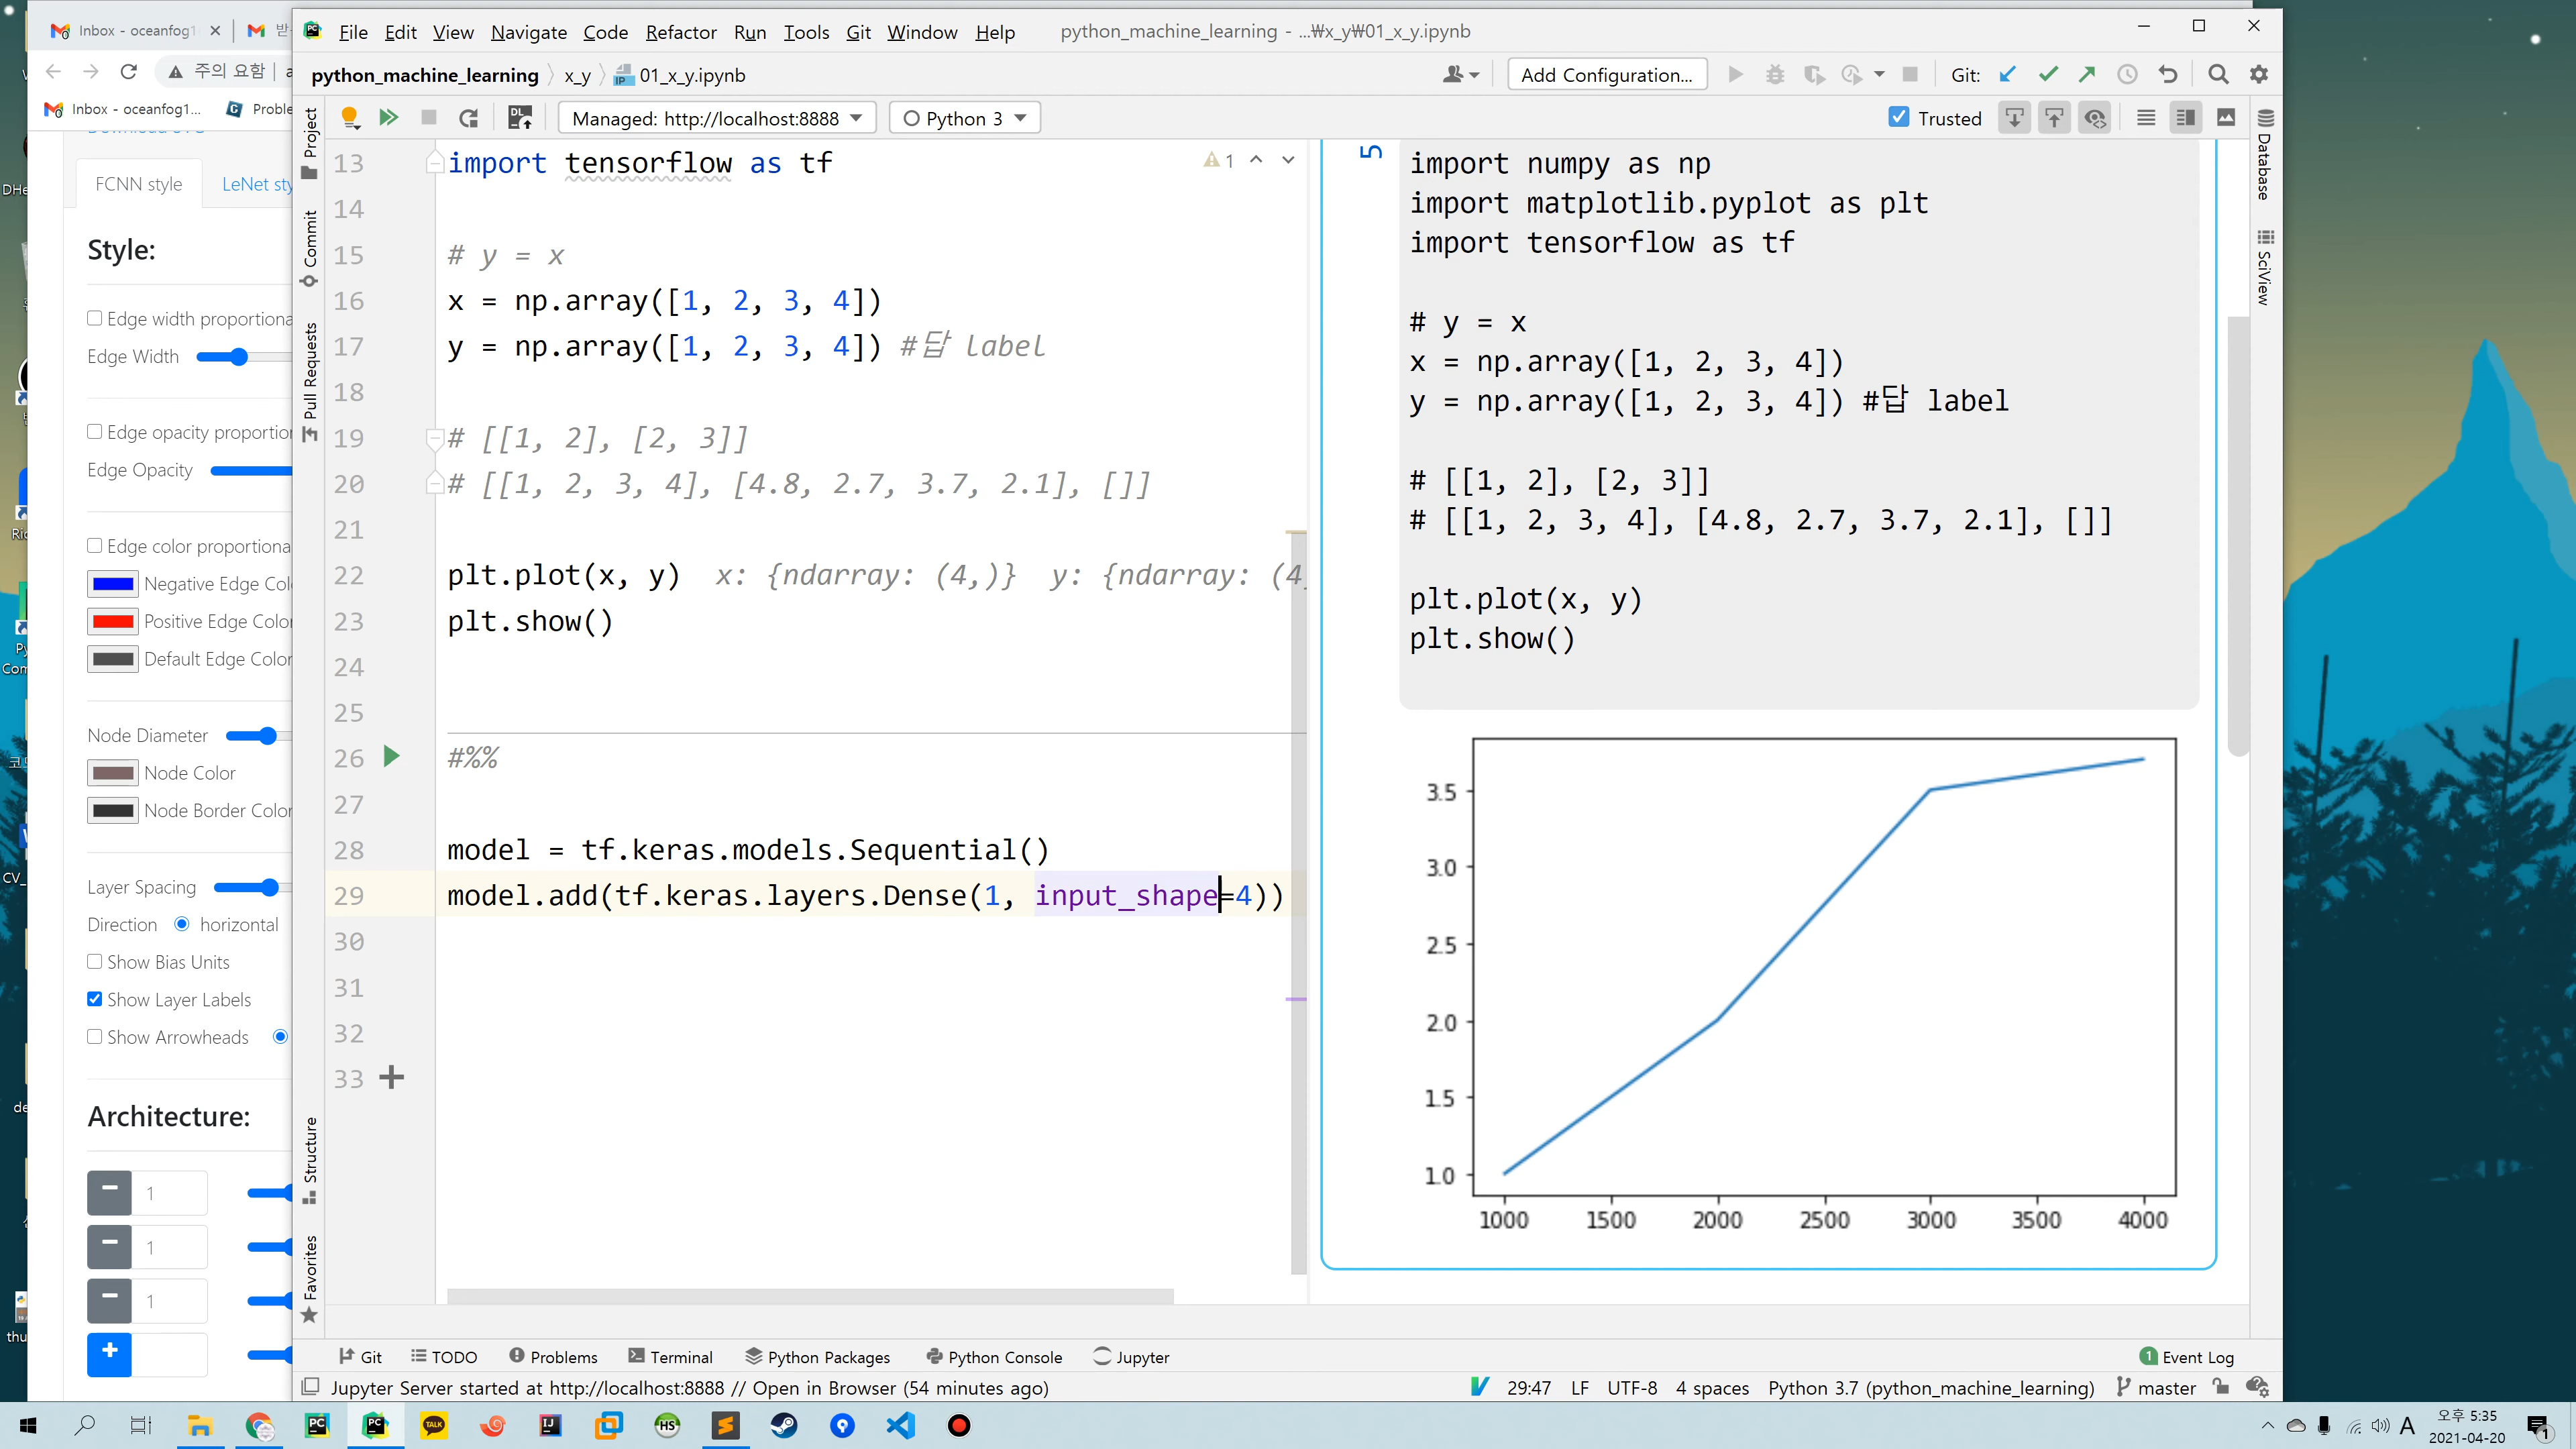 Inbox - oceanfog1
File Edit View Navigate Code Refactor Run Tools Git Window Help
python_machine_learning - ...₩x_y₩01_x_y.ipynb
주의 요함
python_machine_learning x_y 01_x_y.ipynb
Add Configuration...
Git:
Inbox - oceanfog1...
Proble
Managed: http://localhost:8888
Python 3
Trusted
FCNN style
LeNet sty
Style:
Edge width proportiona
Edge Width
Edge opacity proportior
Edge Opacity
Edge color proportiona
Negative Edge Col
Positive Edge Color
Default Edge Color
Node Diameter
Node Color
Node Border Color
Layer Spacing
Direction horizontal
Show Bias Units
Show Layer Labels
Show Arrowheads
Architecture:
1
1
1
Project
Commit
Pull Requests
Structure
Favorites
13 import tensorflow as tf
1
14
15 # y = x
16 x = np.array([1, 2, 3, 4])
17 y = np.array([1, 2, 3, 4]) #답 label
18
19 # [[1, 2], [2, 3]]
20 # [[1, 2, 3, 4], [4.8, 2.7, 3.7, 2.1], []]
21
22 plt.plot(x, y) x: {ndarray: (4,)} y: {ndarray: (4
23 plt.show()
24
25
26 #%%
27
28 model = tf.keras.models.Sequential()
29 model.add(tf.keras.layers.Dense(1, input_shape=4))
30
31
32
33
5
import numpy as np
import matplotlib.pyplot as plt
import tensorflow as tf
# y = x
x = np.array([1, 2, 3, 4])
y = np.array([1, 2, 3, 4]) #답 label
# [[1, 2], [2, 3]]
# [[1, 2, 3, 4], [4.8, 2.7, 3.7, 2.1], []]
plt.plot(x, y)
plt.show()
3.5
3.0
2.5
2.0
1.5
1.0
1000 1500 2000 2500 3000 3500 4000
Database
SciView
Git TODO Problems Terminal Python Packages Python Console Jupyter
1 Event Log
Jupyter Server started at http://localhost:8888 // Open in Browser (54 minutes ago)
29:47 LF UTF-8 4 spaces Python 3.7 (python_machine_learning) master
TALK
A
오후 5:35
2021-04-20
1